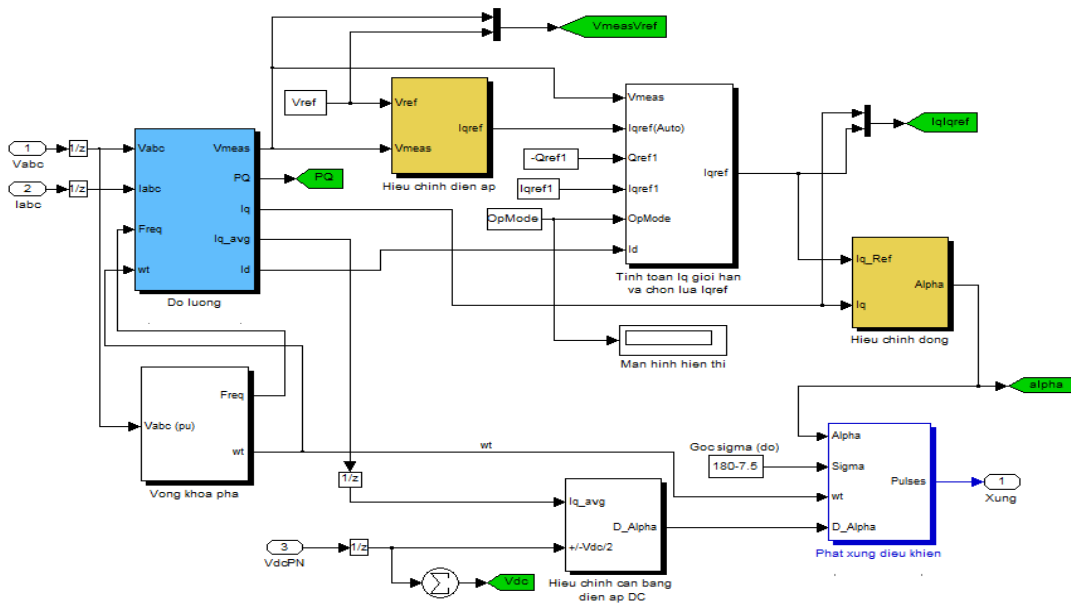 VmeasVref
Vref
Vref
Iqref
Vmeas
Hieu chinh dien ap
Vmeas
Iqref(Auto)
Qref1
Iqref1
OpMode
Id
Iqref
Tinh toan Iq gioi han
va chon lua Iqref
-Qref1
Iqref1
OpMode
IqIqref
1
Vabc
1/z
2
Iabc
1/z
Vabc
Iabc
Freq
wt
Vmeas
PQ
Iq
Iq_avg
Id
Do luong
PQ
Iq_Ref
Iq
Alpha
Hieu chinh dong
Man hinh hien thi
alpha
Vabc (pu)
Freq
wt
Vong khoa pha
wt
Goc sigma (do)
180-7.5
Alpha
Sigma
wt
D_Alpha
Pulses
Phat xung dieu khien
1
Xung
1/z
Iq_avg
+/-Vdc/2
D_Alpha
Hieu chinh can bang
dien ap DC
3
VdcPN
1/z
Σ
Vdc